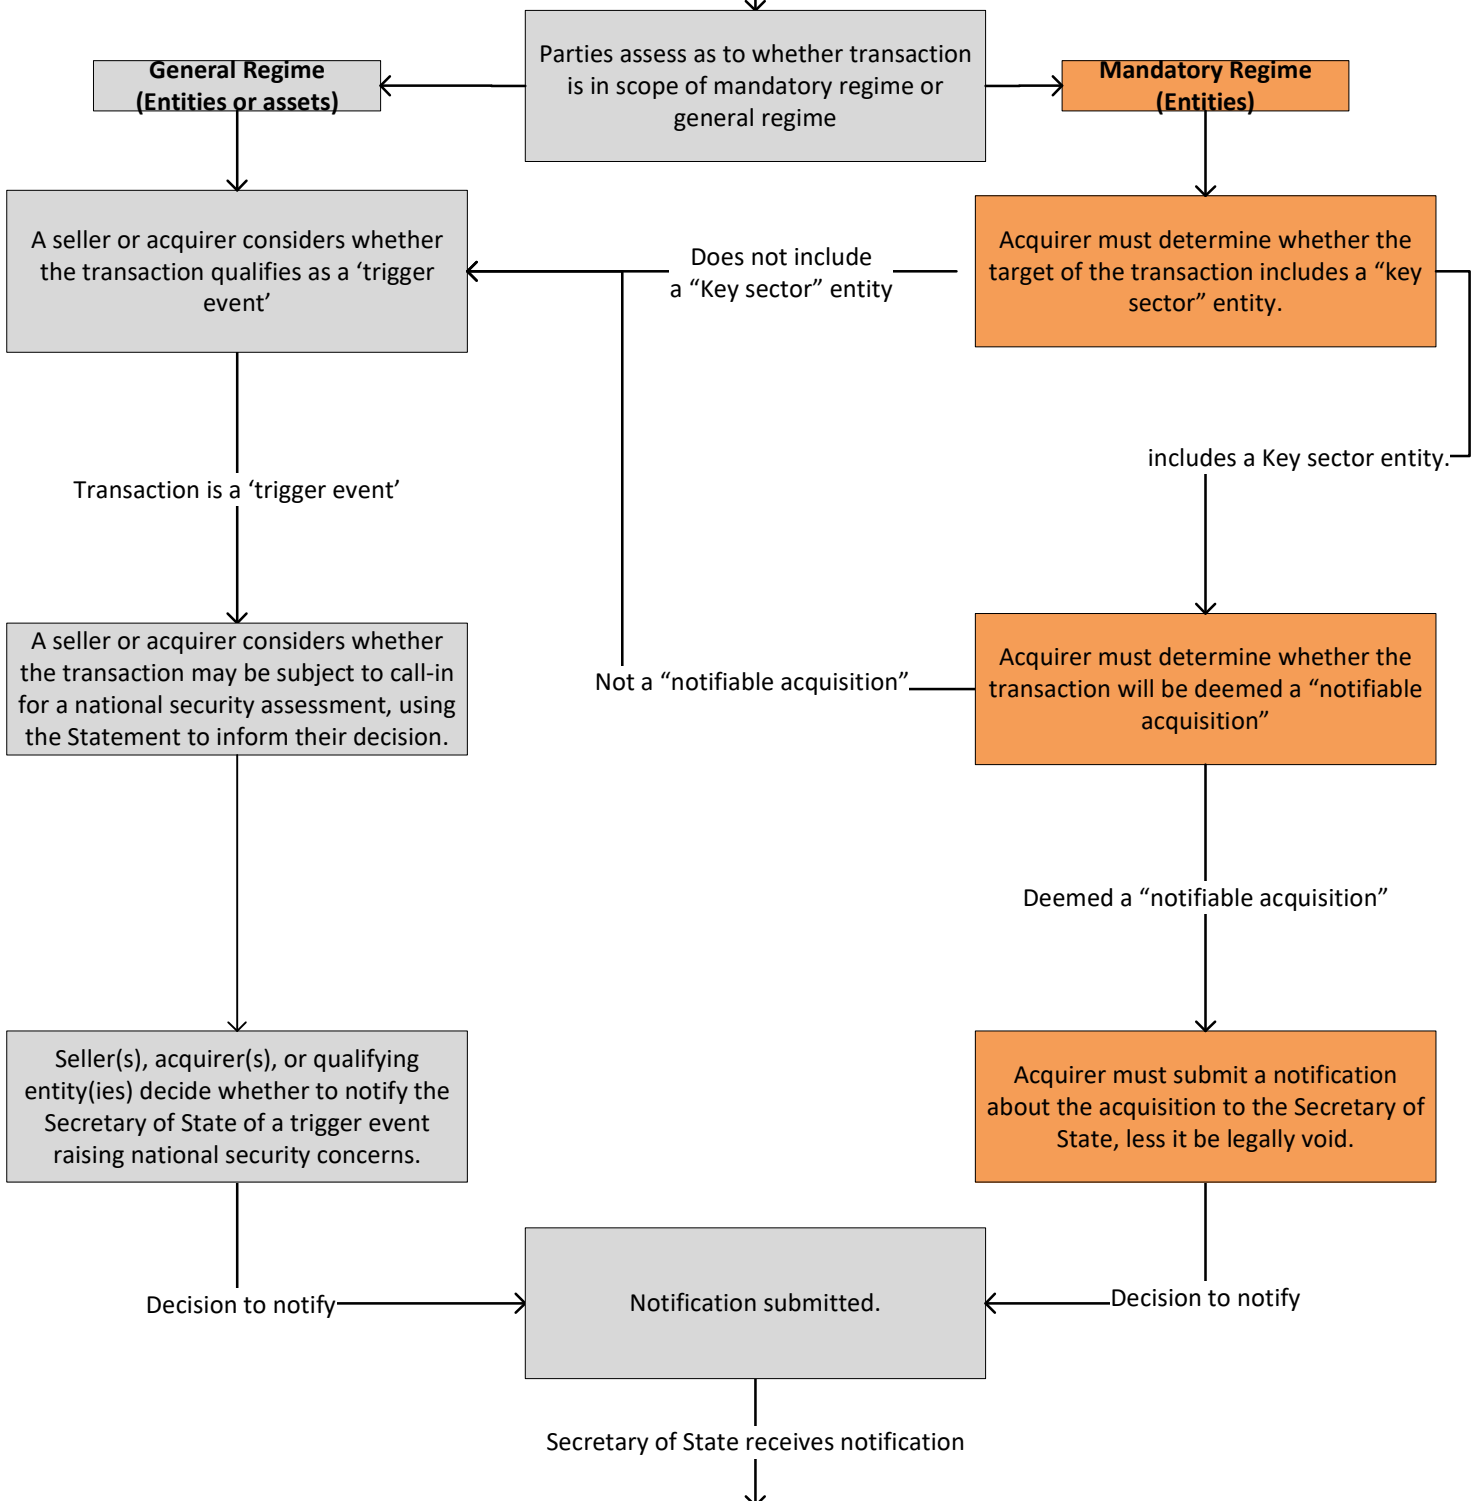 Parties assess as to whether transaction
is in scope of mandatory regime or
general regime
General Regime
(Entities or assets)
Mandatory Regime
(Entities)
A seller or acquirer considers whether
the transaction qualifies as a ‘trigger
event’
Does not include
a “Key sector” entity
Acquirer must determine whether the
target of the transaction includes a “key
sector” entity.
includes a Key sector entity.
Transaction is a ‘trigger event’
A seller or acquirer considers whether
the transaction may be subject to call-in
for a national security assessment, using
the Statement to inform their decision.
Not a “notifiable acquisition”
Acquirer must determine whether the
transaction will be deemed a “notifiable
acquisition”
Deemed a “notifiable acquisition”
Seller(s), acquirer(s), or qualifying
entity(ies) decide whether to notify the
Secretary of State of a trigger event
raising national security concerns.
Acquirer must submit a notification
about the acquisition to the Secretary of
State, less it be legally void.
Decision to notify
Notification submitted.
Decision to notify
Secretary of State receives notification